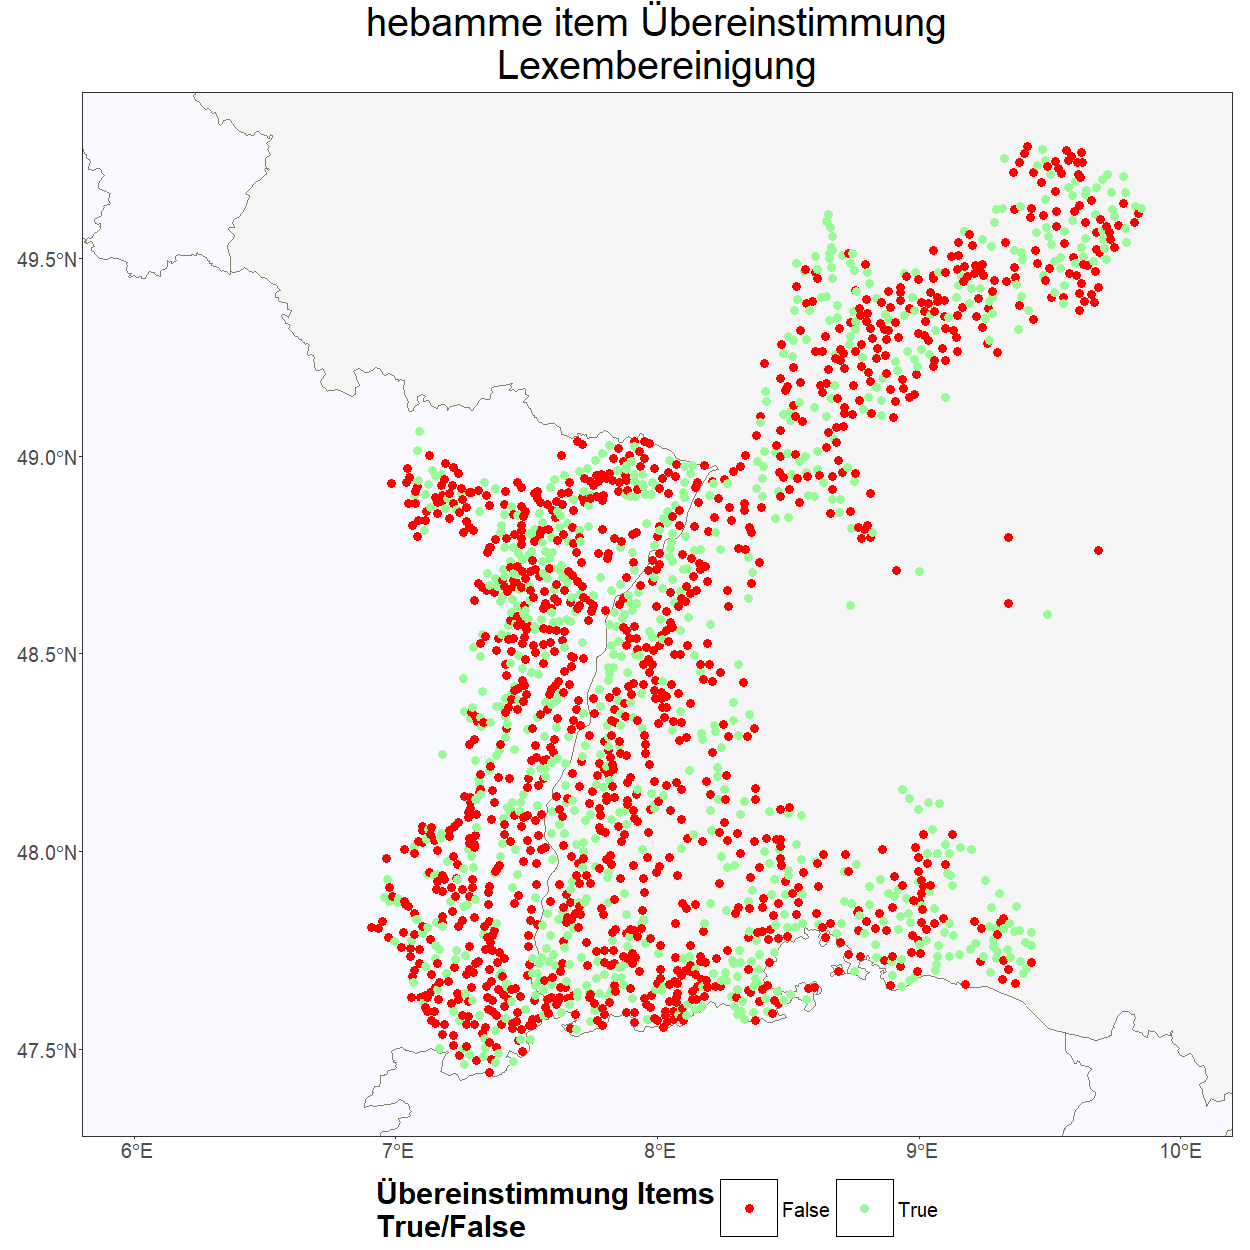 hebamme item Übereinstimmung
Lexembereinigung
49.5°N
49.0°N
48.5°N
48.0°N
47.5°N
6°E 7°E 8°E 9°E 10°E
Übereinstimmung Items
True/False
False True